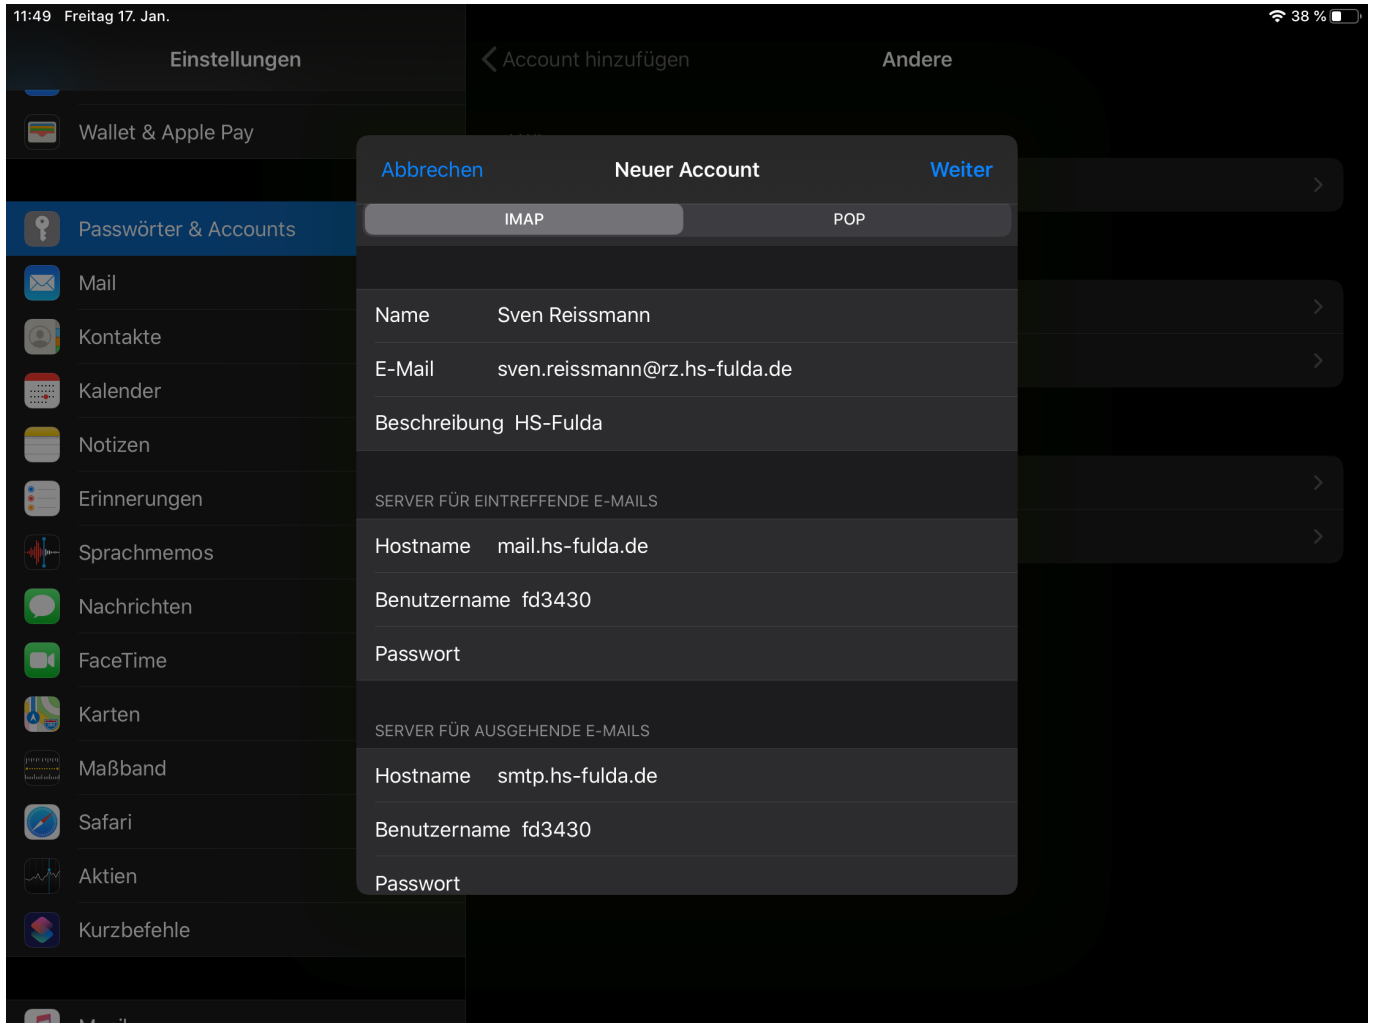 11:49 Freitag 17. Jan.
38 %
Einstellungen
Account hinzufügen
Andere
Wallet & Apple Pay
Passwörter & Accounts
Mail
Kontakte
Kalender
Notizen
Erinnerungen
Sprachmemos
Nachrichten
FaceTime
Karten
Maßband
Safari
Aktien
Kurzbefehle
Abbrechen
Neuer Account
Weiter
IMAP
POP
Name Sven Reissmann
E-Mail sven.reissmann@rz.hs-fulda.de
Beschreibung HS-Fulda
SERVER FÜR EINTREFFENDE E-MAILS
Hostname mail.hs-fulda.de
Benutzername fd3430
Passwort
SERVER FÜR AUSGEHENDE E-MAILS
Hostname smtp.hs-fulda.de
Benutzername fd3430
Passwort